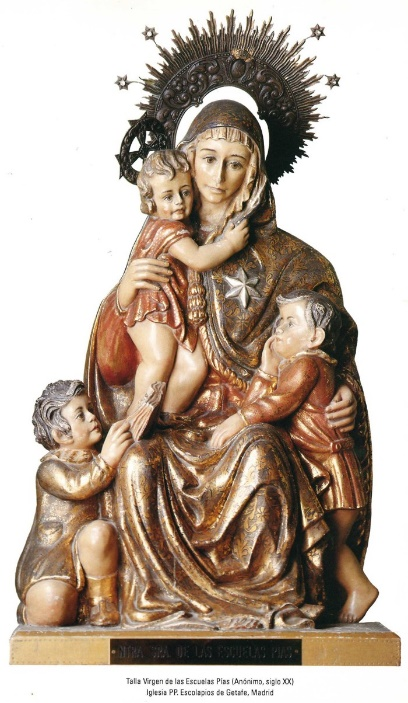 NTRA. SRA. DE LAS ESCUELAS PIAS
Talla Virgen de las Escuelas Pías (Anónimo, siglo XX)
Iglesia PP. Escolapios de Getafe, Madrid